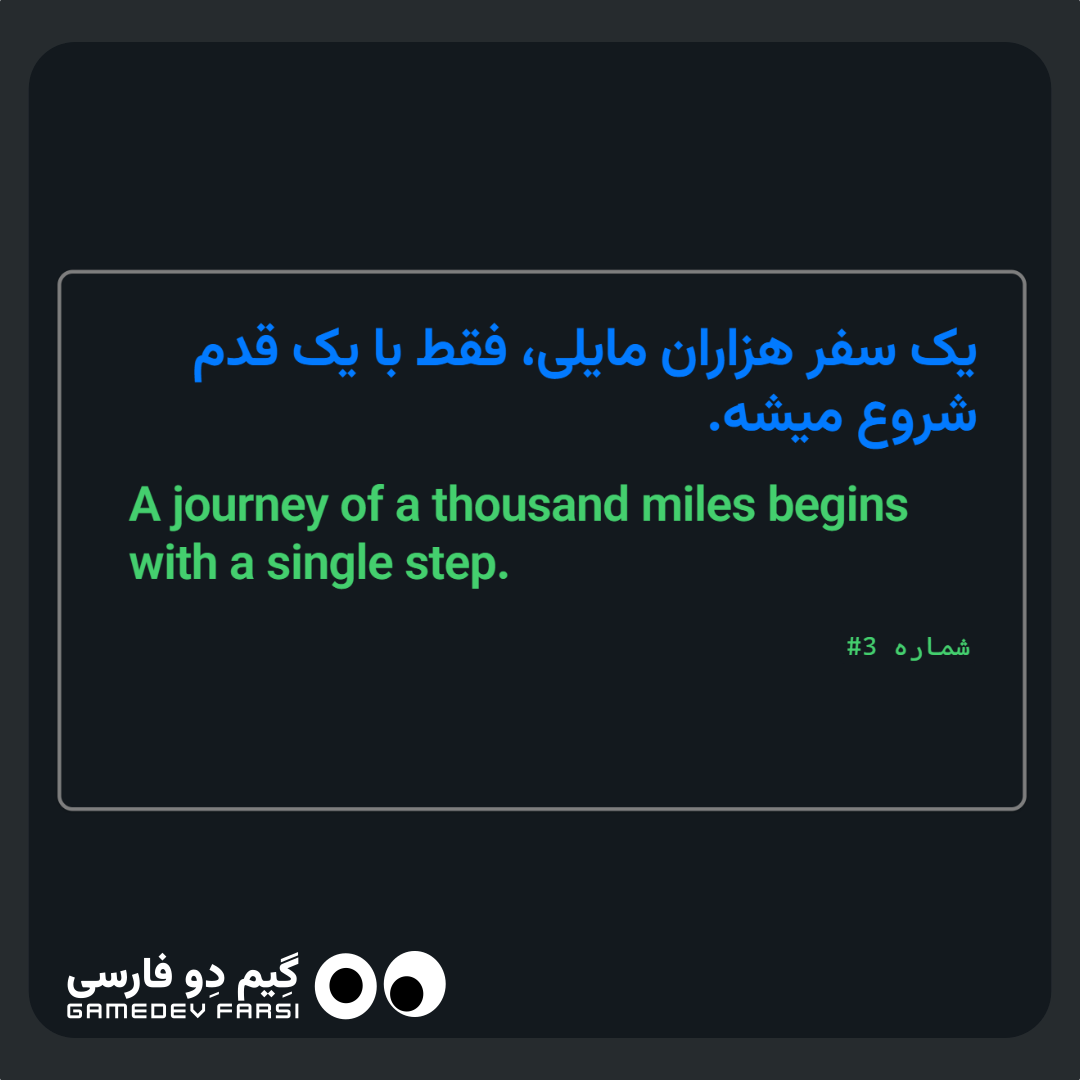 یک سفر هزاران مایلی، فقط با یک قدم
شروع میشه.
A journey of a thousand miles begins
with a single step.
شماره 3#
گِیم دِو فارسی
GAMEDEV FARSI